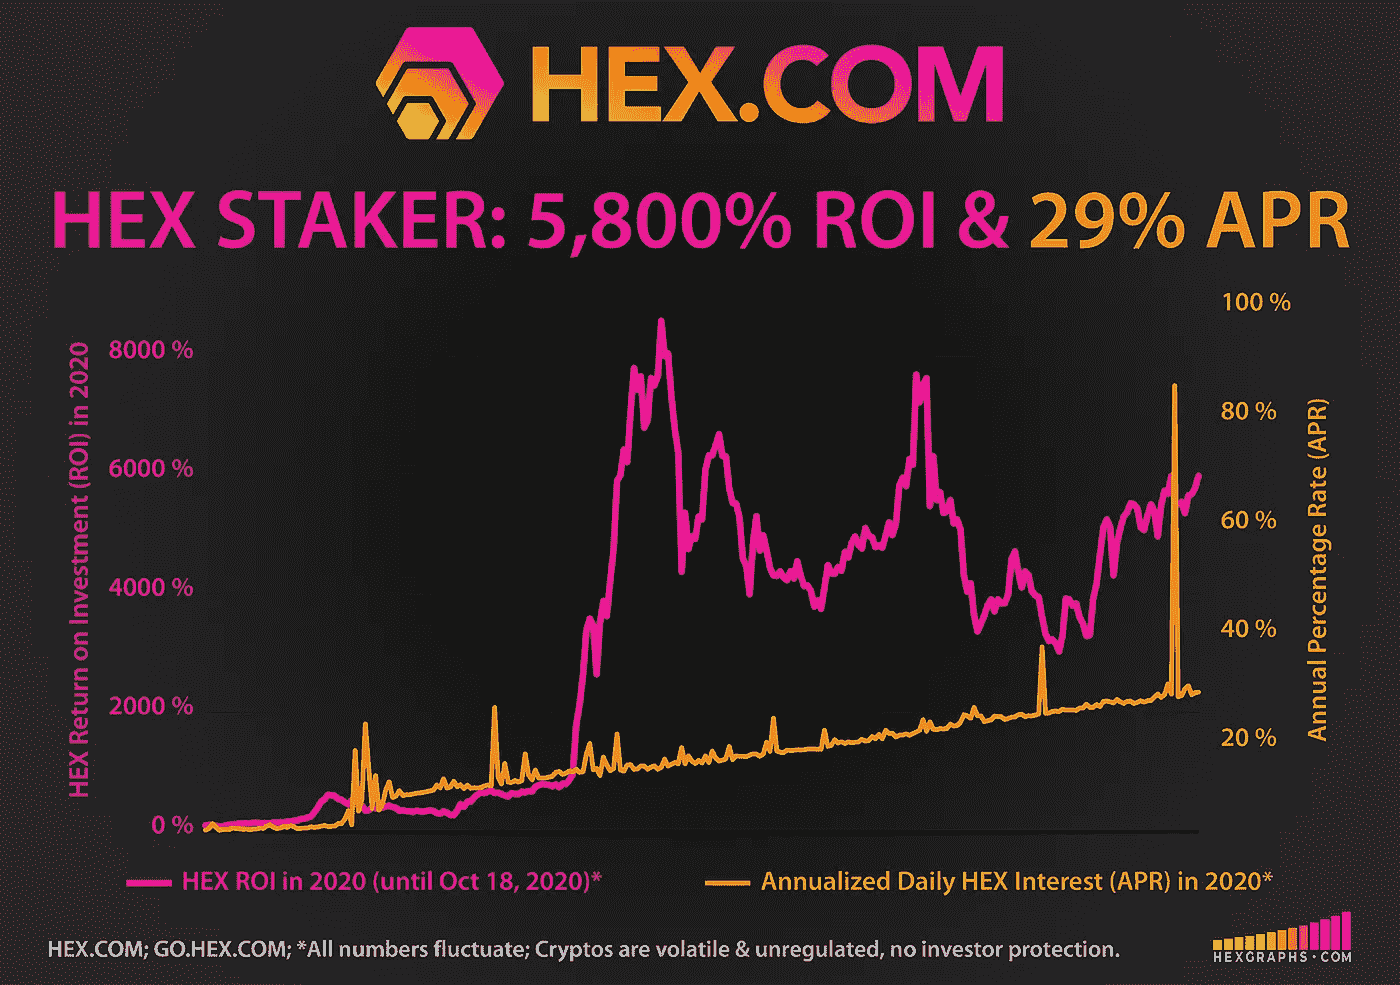 HEX.COM
HEX STAKER: 5,800% ROI & 29% APR
HEX Return on Investment (ROI) in 2020
8000 %
6000 %
4000 %
2000 %
0 %
100 %
80 %
60 %
40 %
20 %
Annual Percentage Rate (APR)
HEX ROI in 2020 (until Oct 18, 2020)*
Annualized Daily HEX Interest (APR) in 2020*
HEX.COM; GO.HEX.COM; *All numbers fluctuate; Cryptos are volatile & unregulated, no investor protection.
HEXGRAPHS·COM